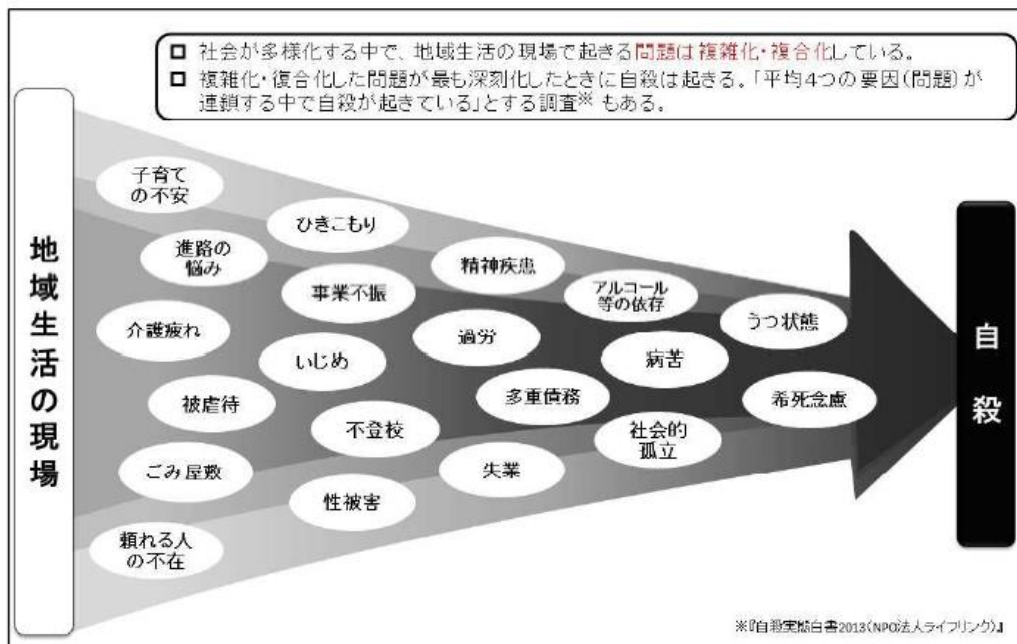 □ 社会が多様化する中で、地域生活の現場で起きる問題は複雑化・複合化している。
□ 複雑化・復合化した問題が最も深刻化したときに自殺は起きる。「平均4つの要因(問題)が
連鎖する中で自殺が起きている」とする調査※ もある。
地域生活の現場
子育て
の不安
進路の
悩み
介護疲れ
被虐待
ごみ屋敷
頼れる人
の不在
ひきこもり
事業不振
いじめ
不登校
性被害
精神疾患
過労
多重債務
失業
アルコール
等の依存
病苦
社会的
孤立
うつ状態
希死念慮
自殺
※『自殺実態白書2013(NPO法人ライフリンク)』